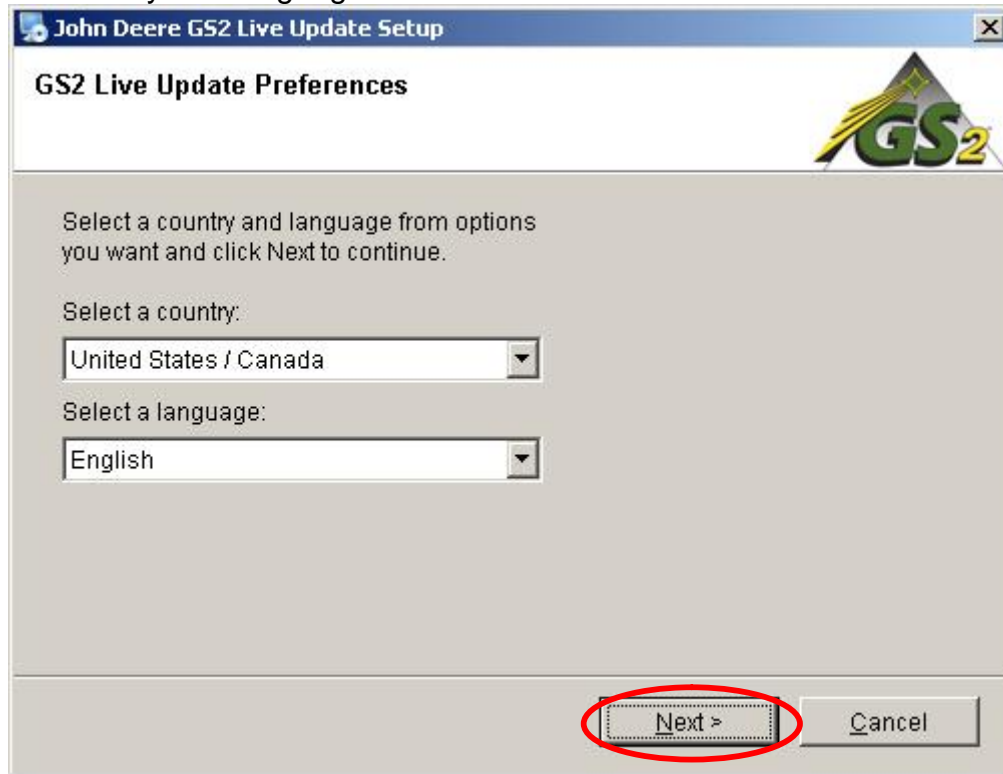 John Deere GS2 Live Update Setup
GS2 Live Update Preferences
GS2
Select a country and language from options
you want and click Next to continue.
Select a country:
United States / Canada
Select a language:
English
Next >
Cancel